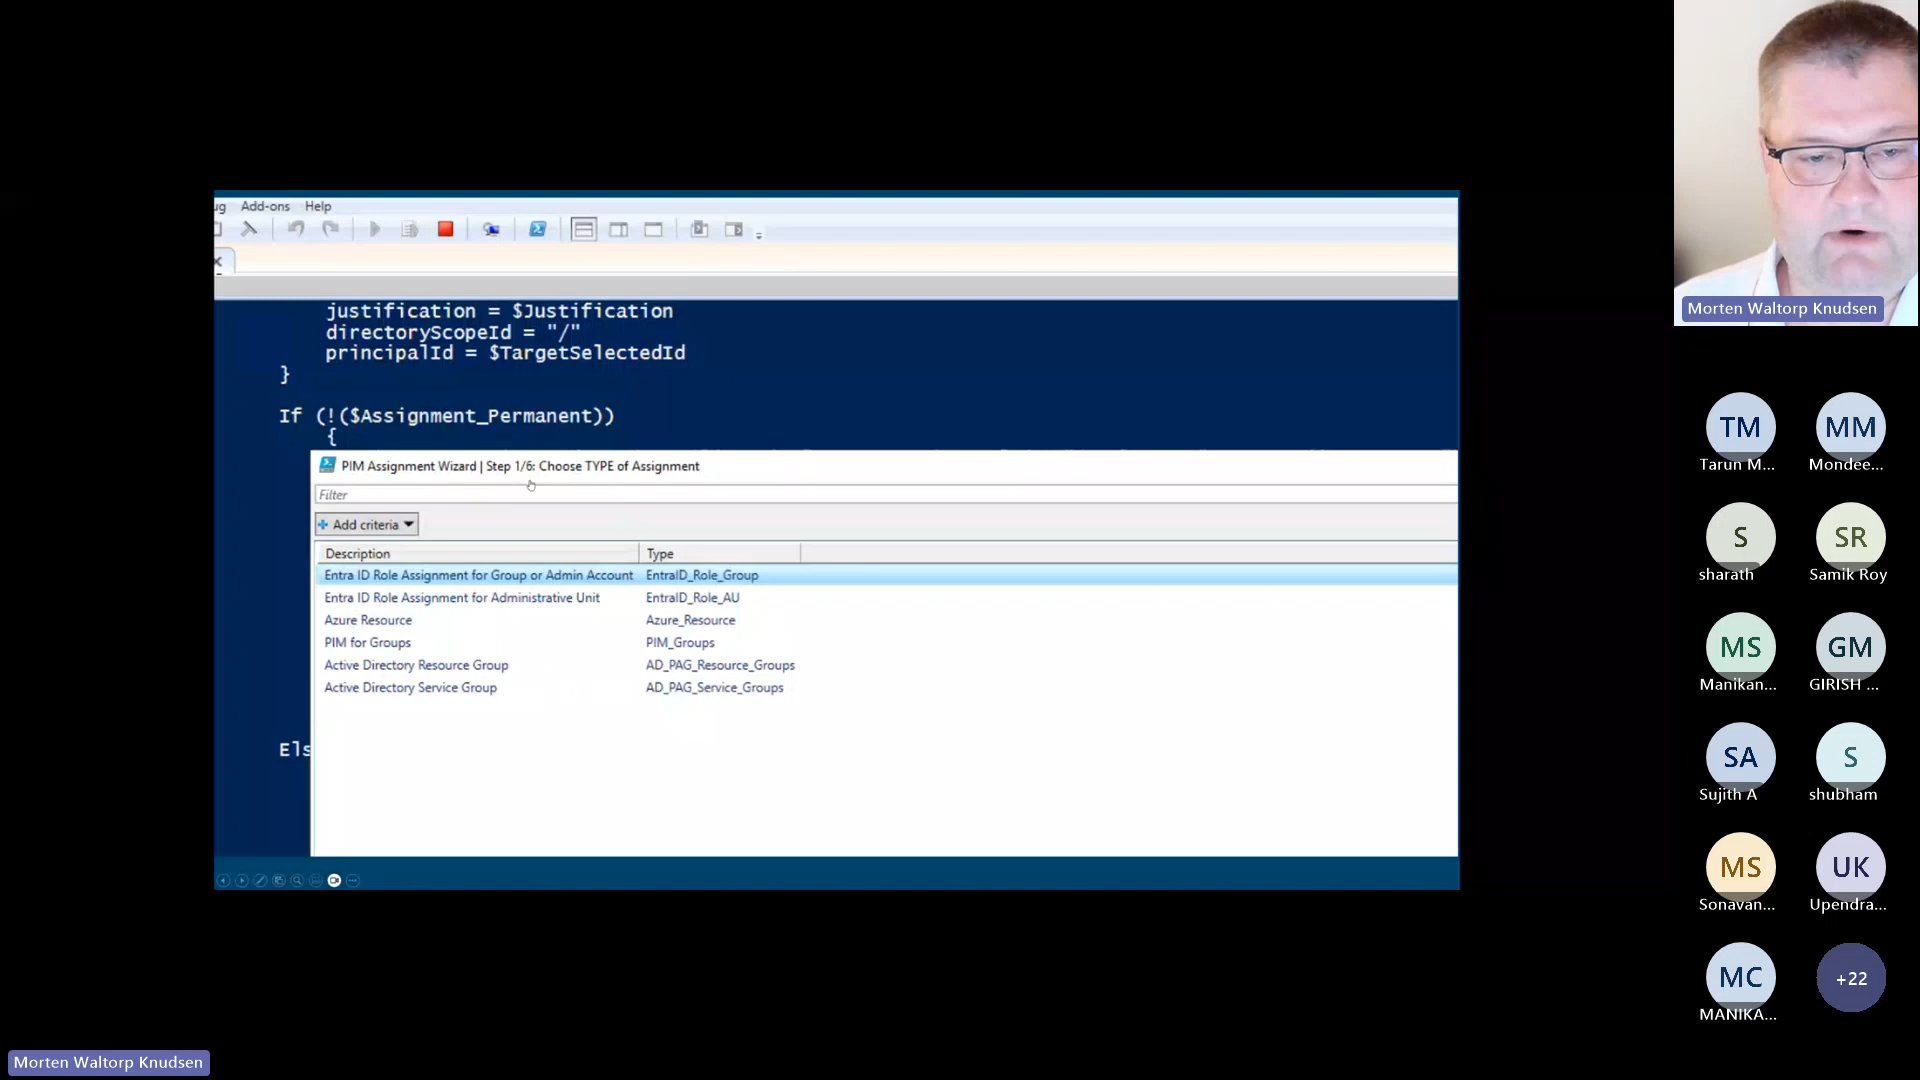 ug Add-ons Help
justification = $Justification
directoryScopeId = "/"
principalId = $TargetSelectedId
}
If (!($Assignment_Permanent))
{
PIM Assignment Wizard | Step 1/6: Choose TYPE of Assignment
Filter
Add criteria
Description Type
Entra ID Role Assignment for Group or Admin Account EntraID_Role_Group
Entra ID Role Assignment for Administrative Unit EntraID_Role_AU
Azure Resource Azure_Resource
PIM for Groups PIM_Groups
Active Directory Resource Group AD_PAG_Resource_Groups
Active Directory Service Group AD_PAG_Service_Groups
Els
Morten Waltorp Knudsen
TM MM
Tarun M... Mondee...
S SR
sharath Samik Roy
MS GM
Manikan... GIRISH ...
SA S
Sujith A shubham
MS UK
Sonavan... Upendra...
MC +22
MANIKA...
Morten Waltorp Knudsen